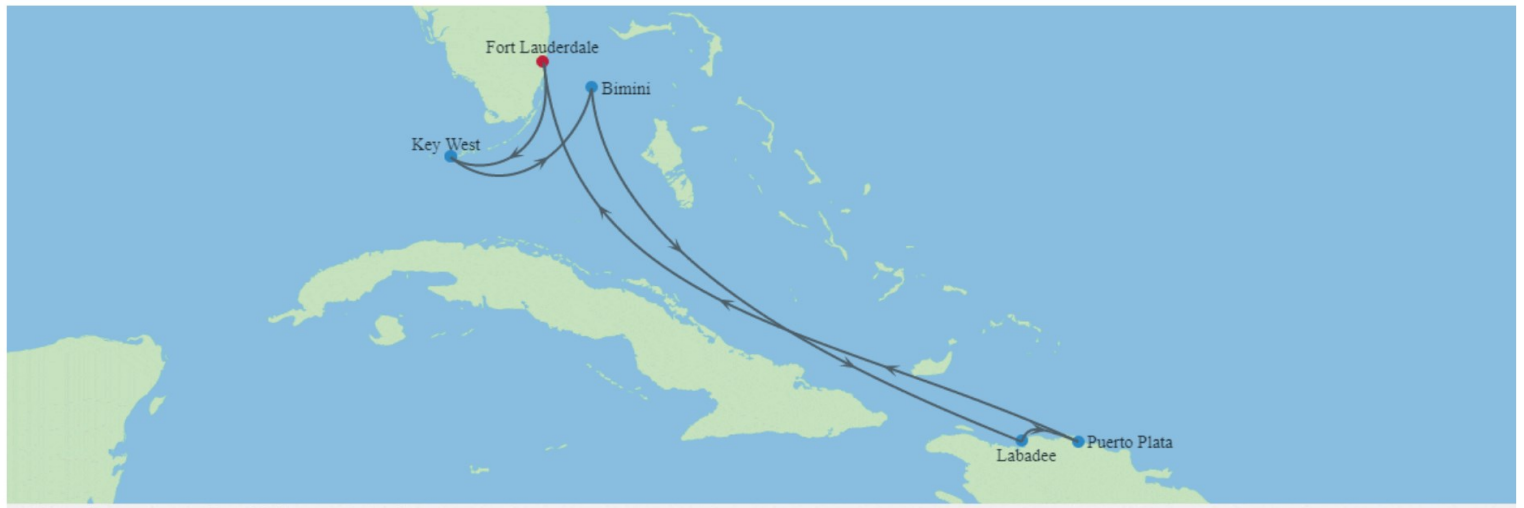 Fort Lauderdale
Bimini
Key West
Puerto Plata
Labadee